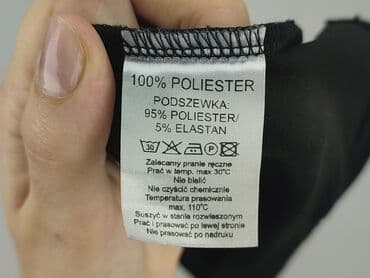 100% POLIESTER
PODSZEWKA:
95% POLIESTER/
5% ELASTAN
30
Zalecamy pranie ręczne
Prać w temp. max 30°C
Nie bielić
Nie czyścić chemicznie
Temperatura prasowania
max. 110°C
Suszyć w stanie rozwieszonym
Prać i prasować po lewej stronie
Nie prasować po nadruku